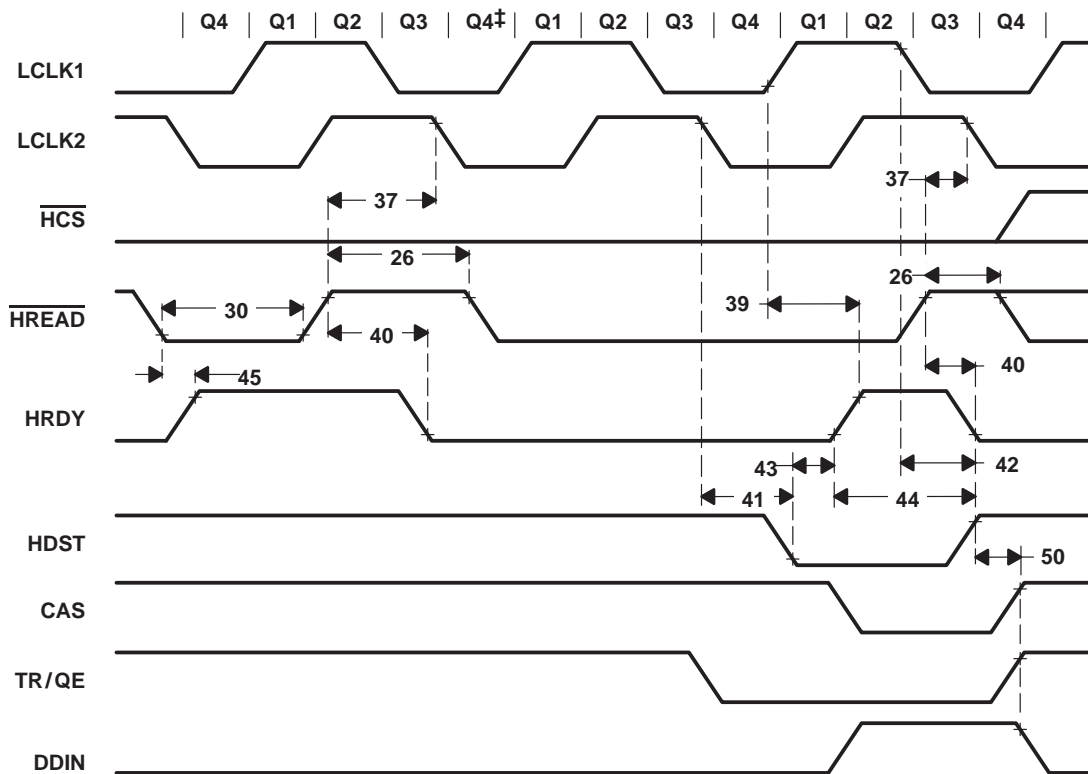 Q4 Q1 Q2 Q3 Q4‡ Q1 Q2 Q3 Q4 Q1 Q2 Q3 Q4
LCLK1
LCLK2
37
37
HCS
26
26
30
39
HREAD
40
40
45
HRDY
43
42
41
44
HDST
50
CAS
TR/QE
DDIN